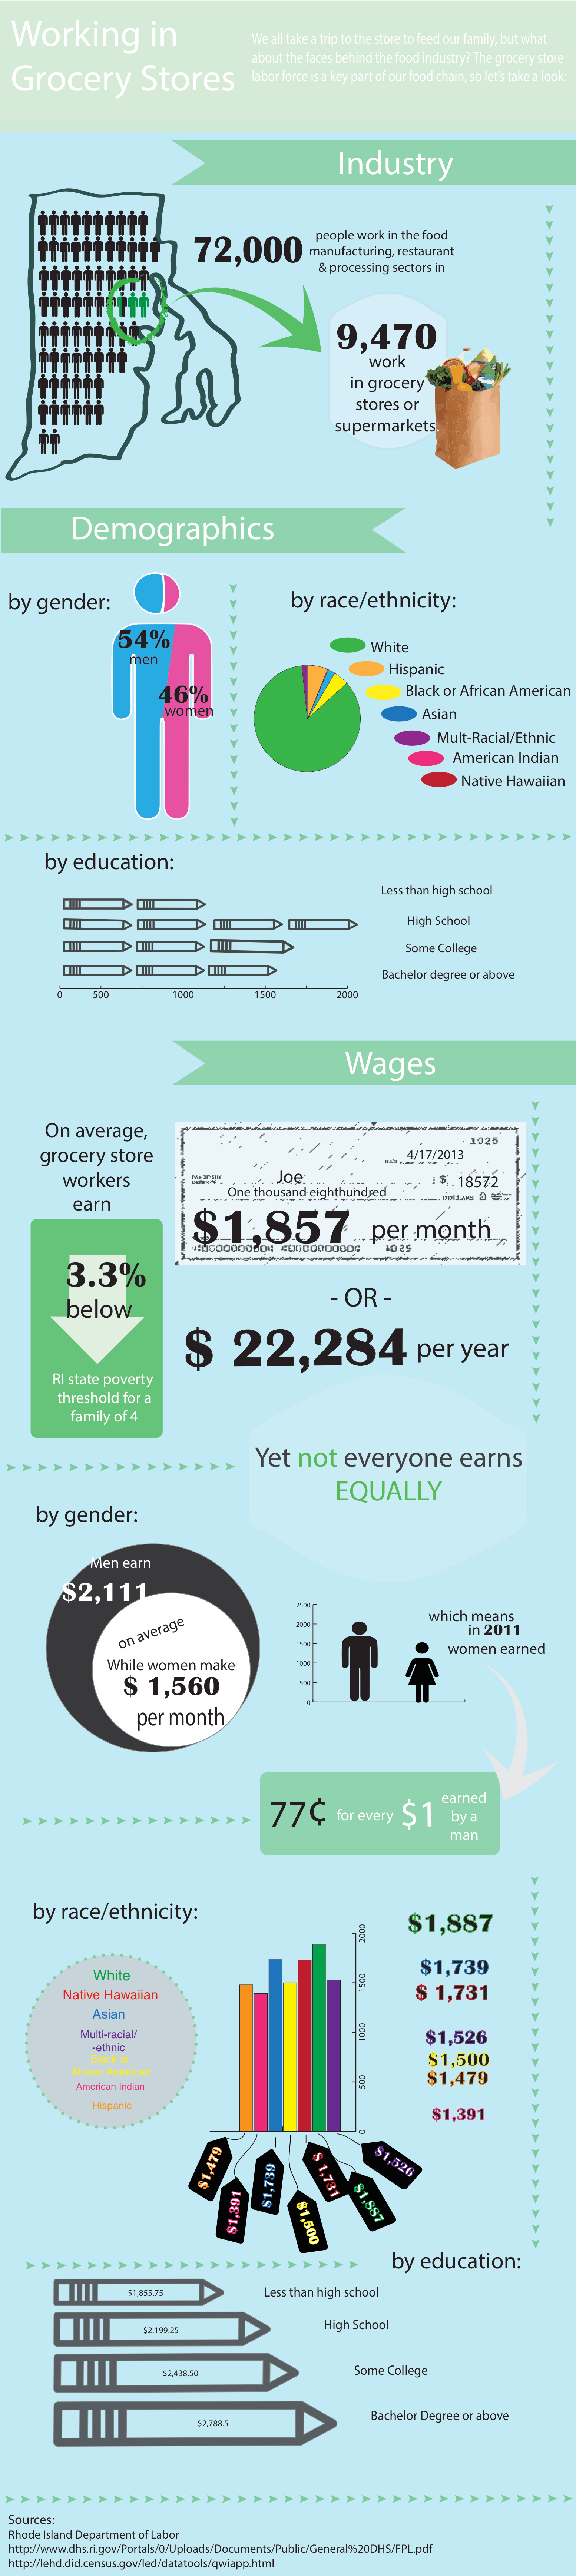 Working in
Grocery Stores
We all take a trip to the store to feed our family, but what
about the faces behind the food industry? The grocery store
labor force is a key part of our food chain, so let's take a look:
Industry
72,000
people work in the food
manufacturing, restaurant
& processing sectors in
9,470
work
in grocery
stores or
supermarkets.
Demographics
by gender:
54%
men
46%
women
by race/ethnicity:
White
Hispanic
Black or African American
Asian
Mult-Racial/Ethnic
American Indian
Native Hawaiian
by education:
Less than high school
High School
Some College
Bachelor degree or above
0 500 1000 1500 2000
Wages
On average,
grocery store
workers
earn
3.3%
below
RI state poverty
threshold for a
family of 4
1025
4/17/2013
Joe
$ 18572
One thousand eighthundred
$1,857 per month
1025
- OR -
$ 22,284 per year
Yet not everyone earns
EQUALLY
by gender:
Men earn
$2,111
on average
While women make
$ 1,560
per month
2500
2000
1500
1000
500
0
which means
in 2011
women earned
77¢ for every $1 earned
by a
man
by race/ethnicity:
White
Native Hawaiian
Asian
Multi-racial/
-ethnic
Black or
African American
American Indian
Hispanic
2000
1500
1000
500
0
$1,887
$1,739
$ 1,731
$1,526
$1,500
$1,479
$1,391
$1,479
$1,391
$1,739
$1,500
$1,731
$1,887
$1,526
by education:
$1,855.75
Less than high school
$2,199.25
High School
$2,438.50
Some College
$2,788.5
Bachelor Degree or above
Sources:
Rhode Island Department of Labor
http://www.dhs.ri.gov/Portals/0/Uploads/Documents/Public/General%20DHS/FPL.pdf
http://lehd.did.census.gov/led/datatools/qwiapp.html